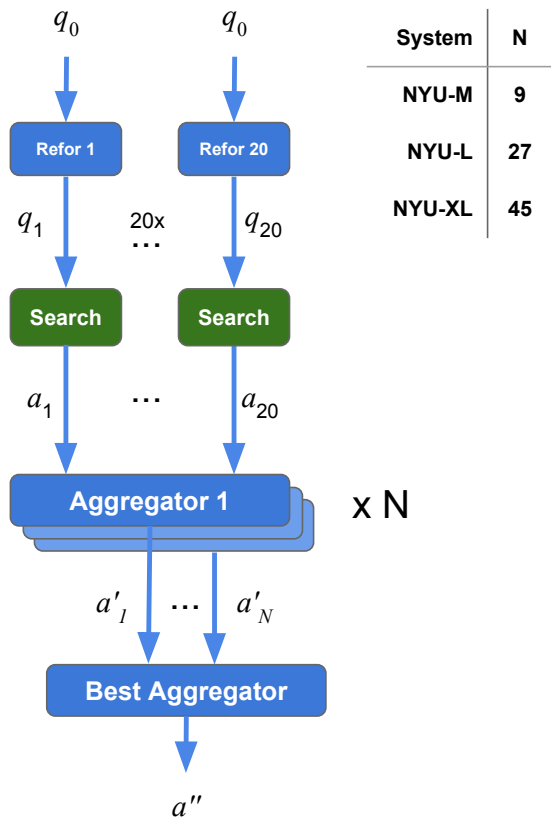 q0 q0
System N
NYU-M 9
Refor 1 Refor 20
NYU-L 27
NYU-XL 45
q1 20x ... q20
Search Search
a1 ... a20
Aggregator 1
x N
a′1 ... a′N
Best Aggregator
a″